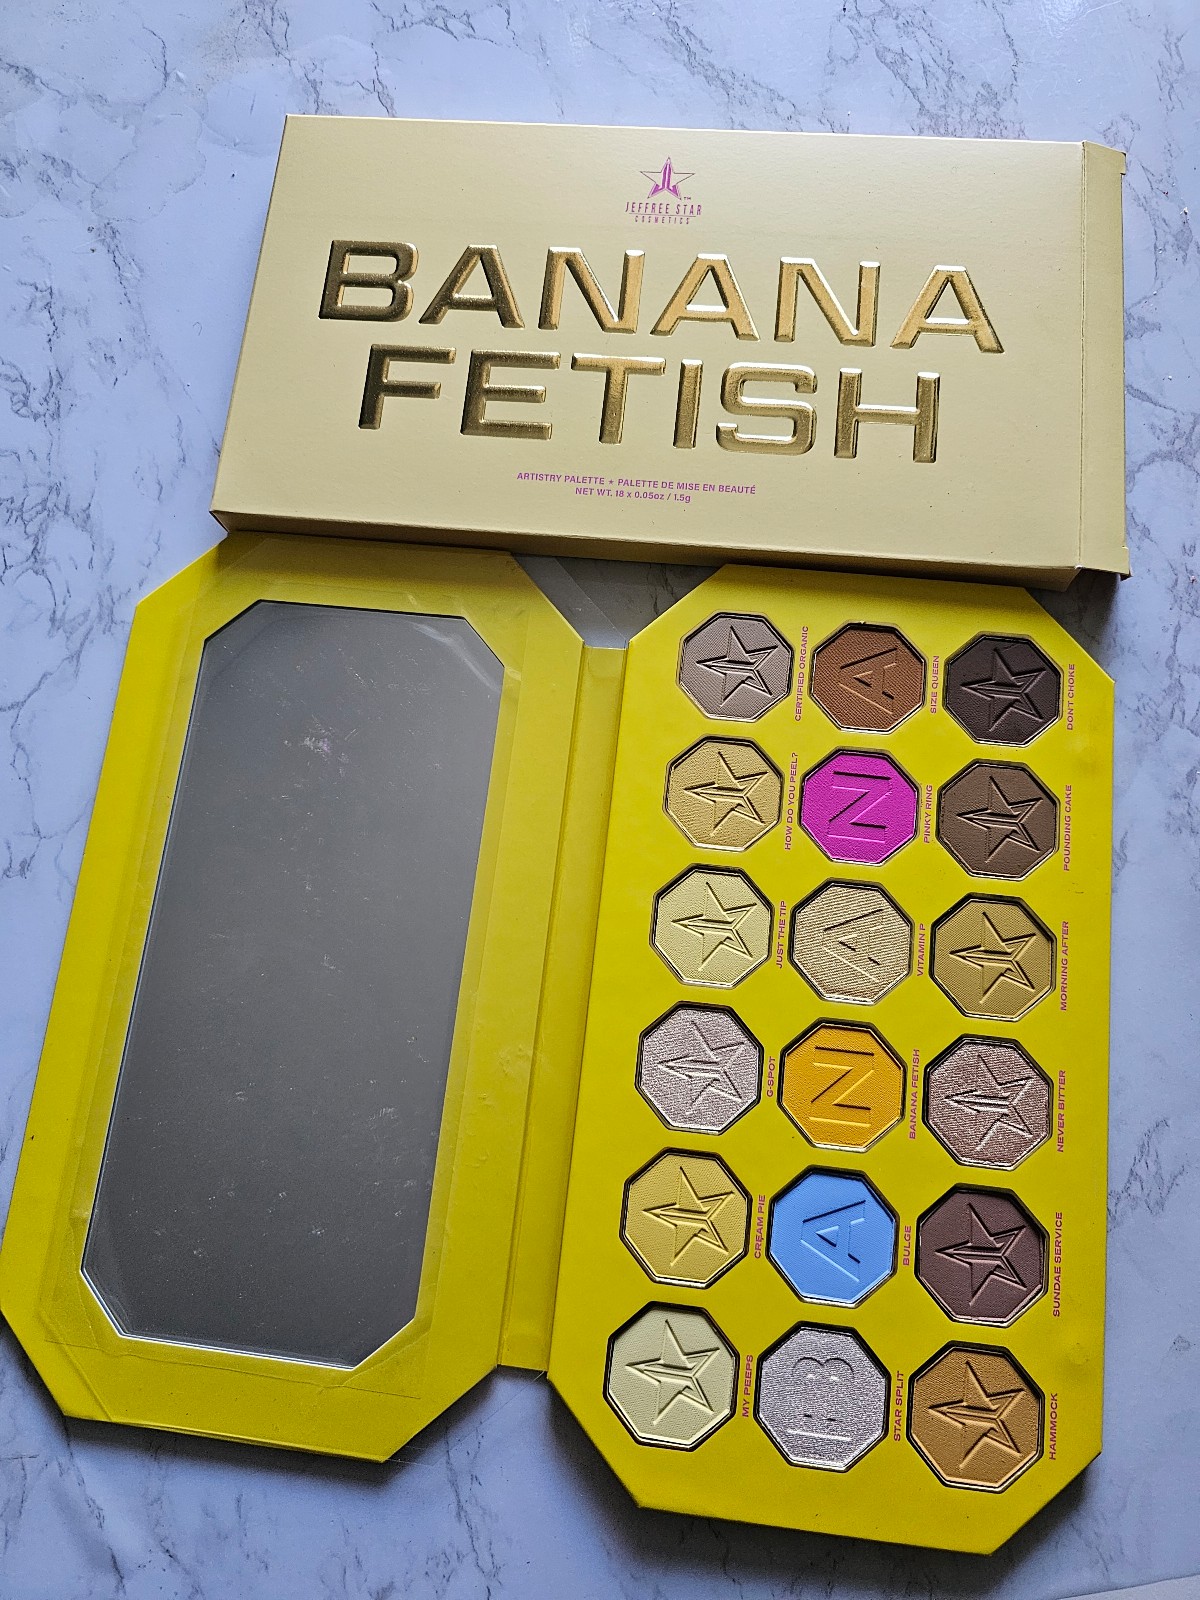 JEFFREE STAR
COSMETICS
BANANA
FETISH
ARTISTRY PALETTE ★ PALETTE DE MISE EN BEAUTÉ
NET WT. 18 x 0.05oz / 1.5g
CERTIFIED ORGANIC
A
SIZE QUEEN
DON'T CHOKE
HOW DO YOU PEEL?
N
PINKY RING
POUNDING CAKE
JUST THE TIP
A
VITAMIN P
MORNING AFTER
G-SPOT
N
BANANA FETISH
NEVER BITTER
CREAM PIE
A
BULGE
SUNDAE SERVICE
MY PEEPS
B
STAR SPLIT
HAMMOCK